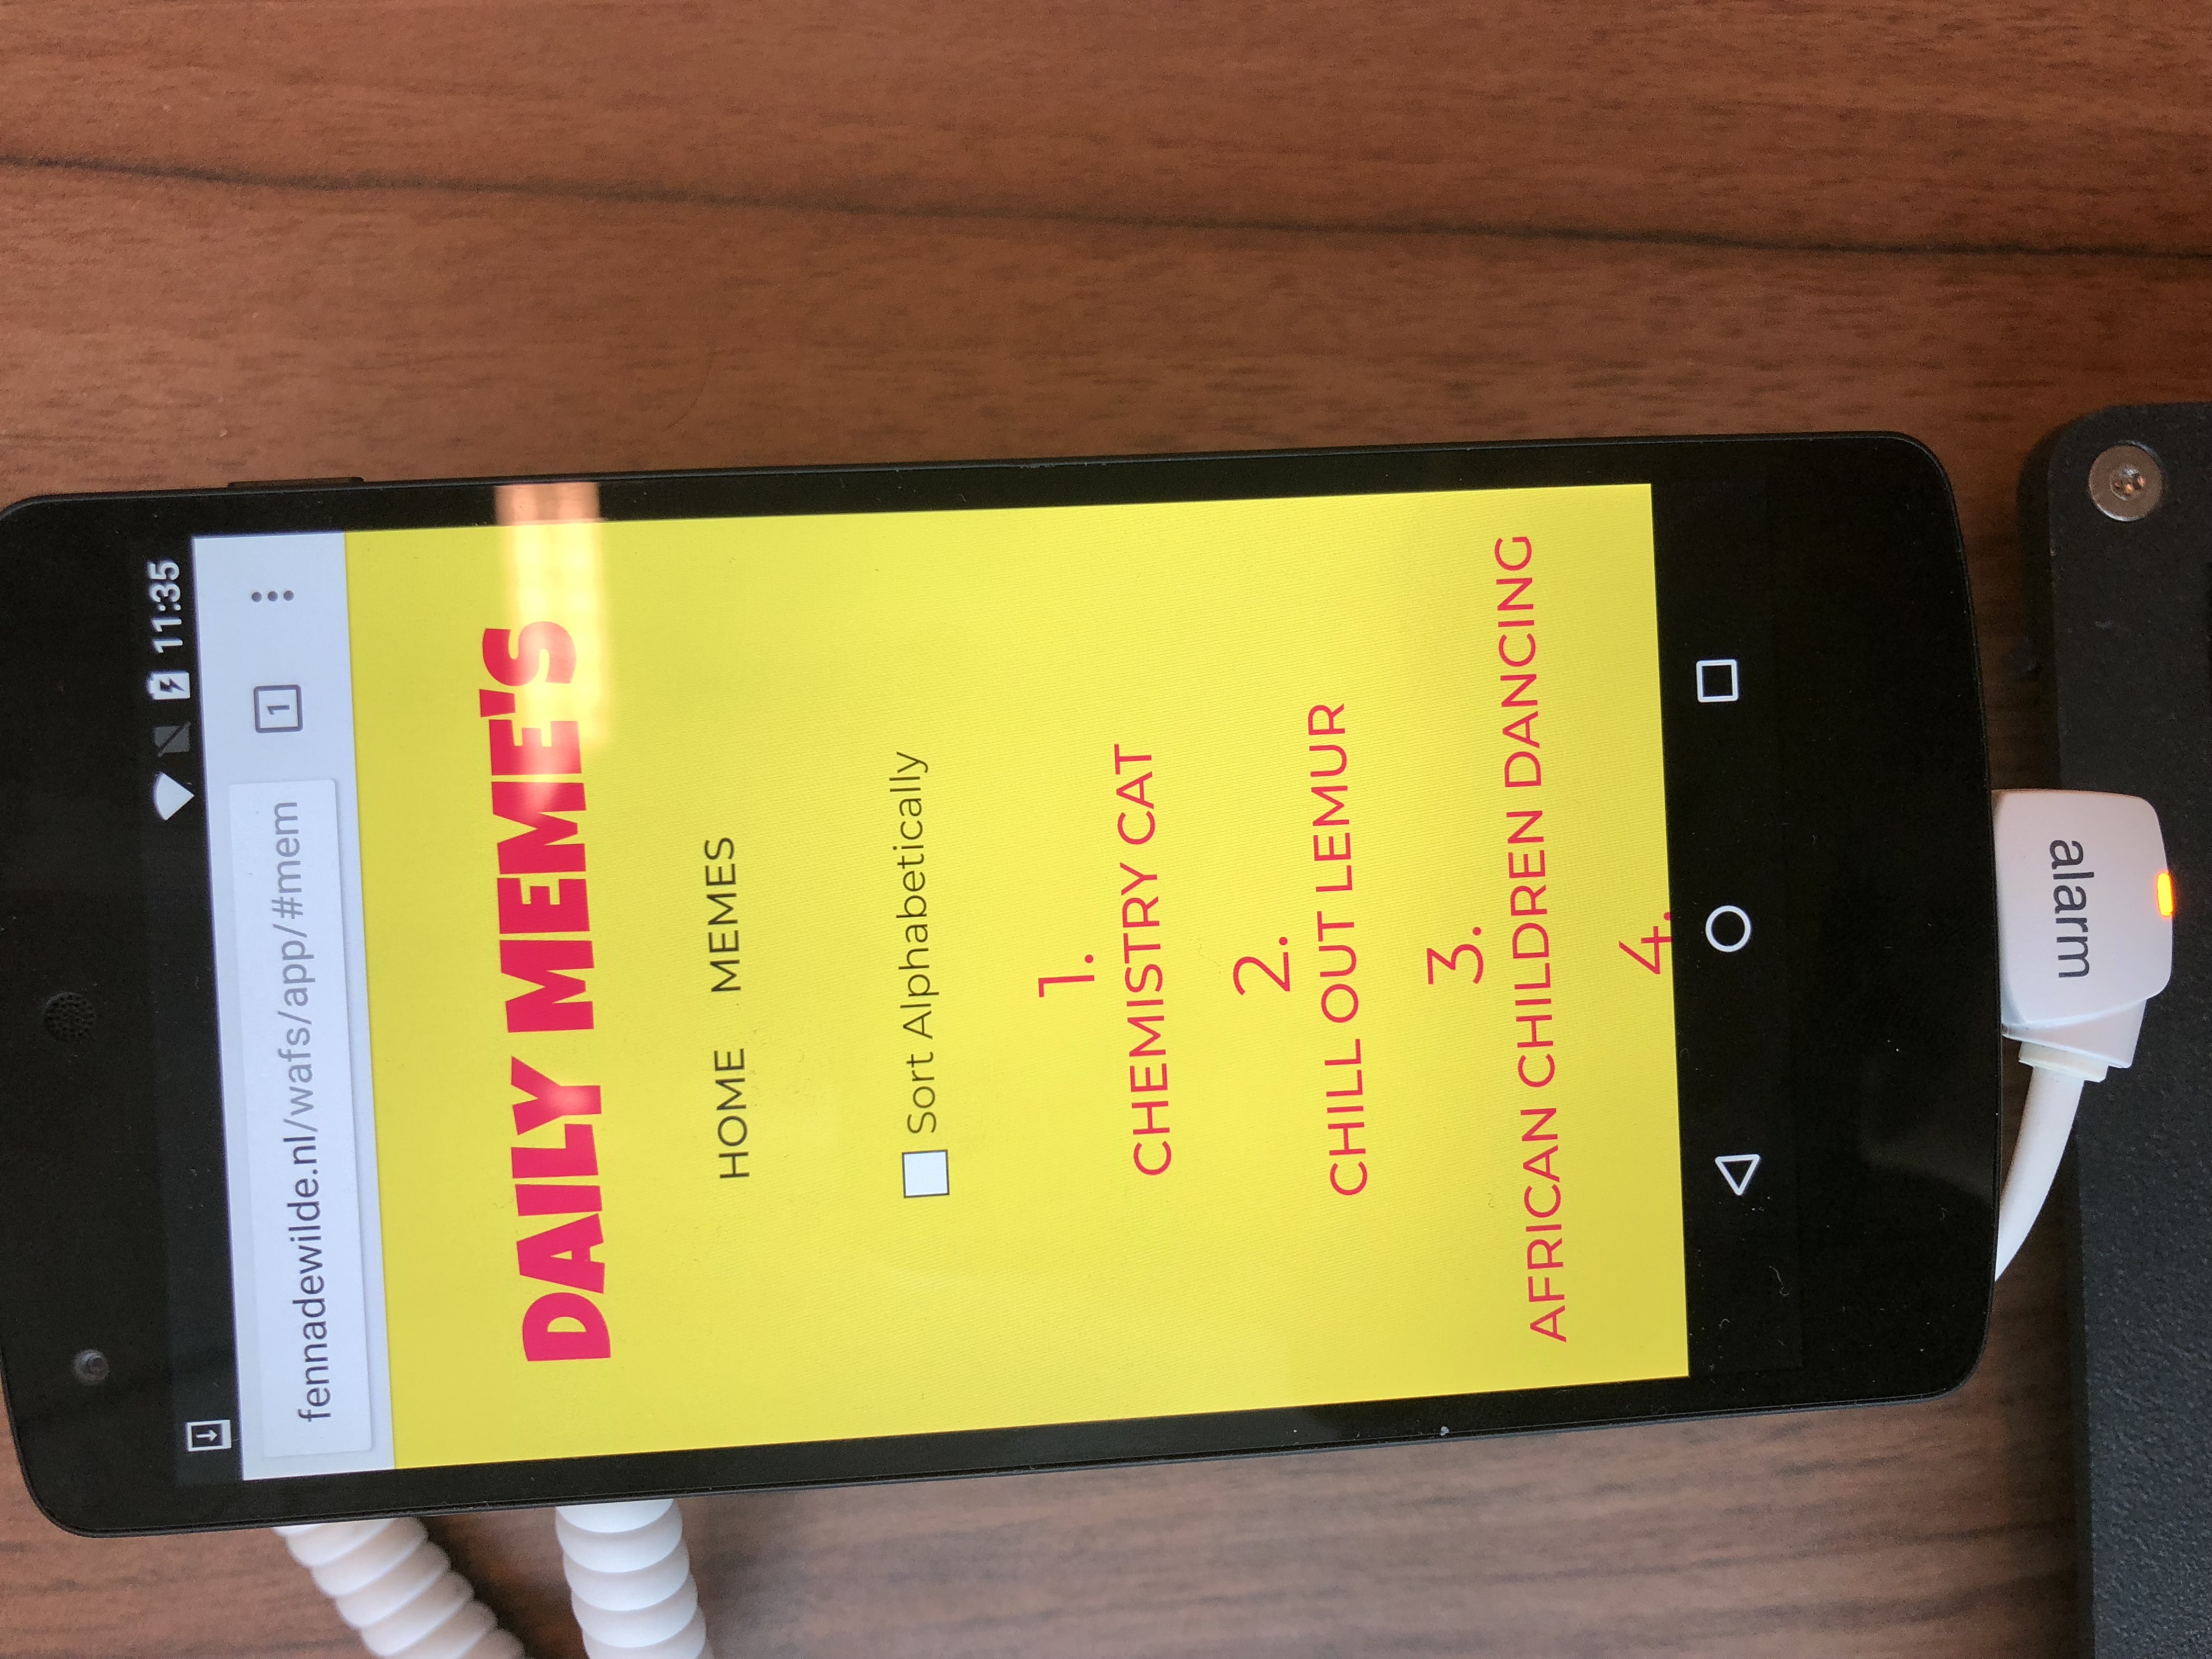 11:35
fennadewilde.nl/wafs/app/#mem
1
DAILY MEME'S
HOME MEMES
Sort Alphabetically
1.
CHEMISTRY CAT
2.
CHILL OUT LEMUR
3.
AFRICAN CHILDREN DANCING
4.
alarm